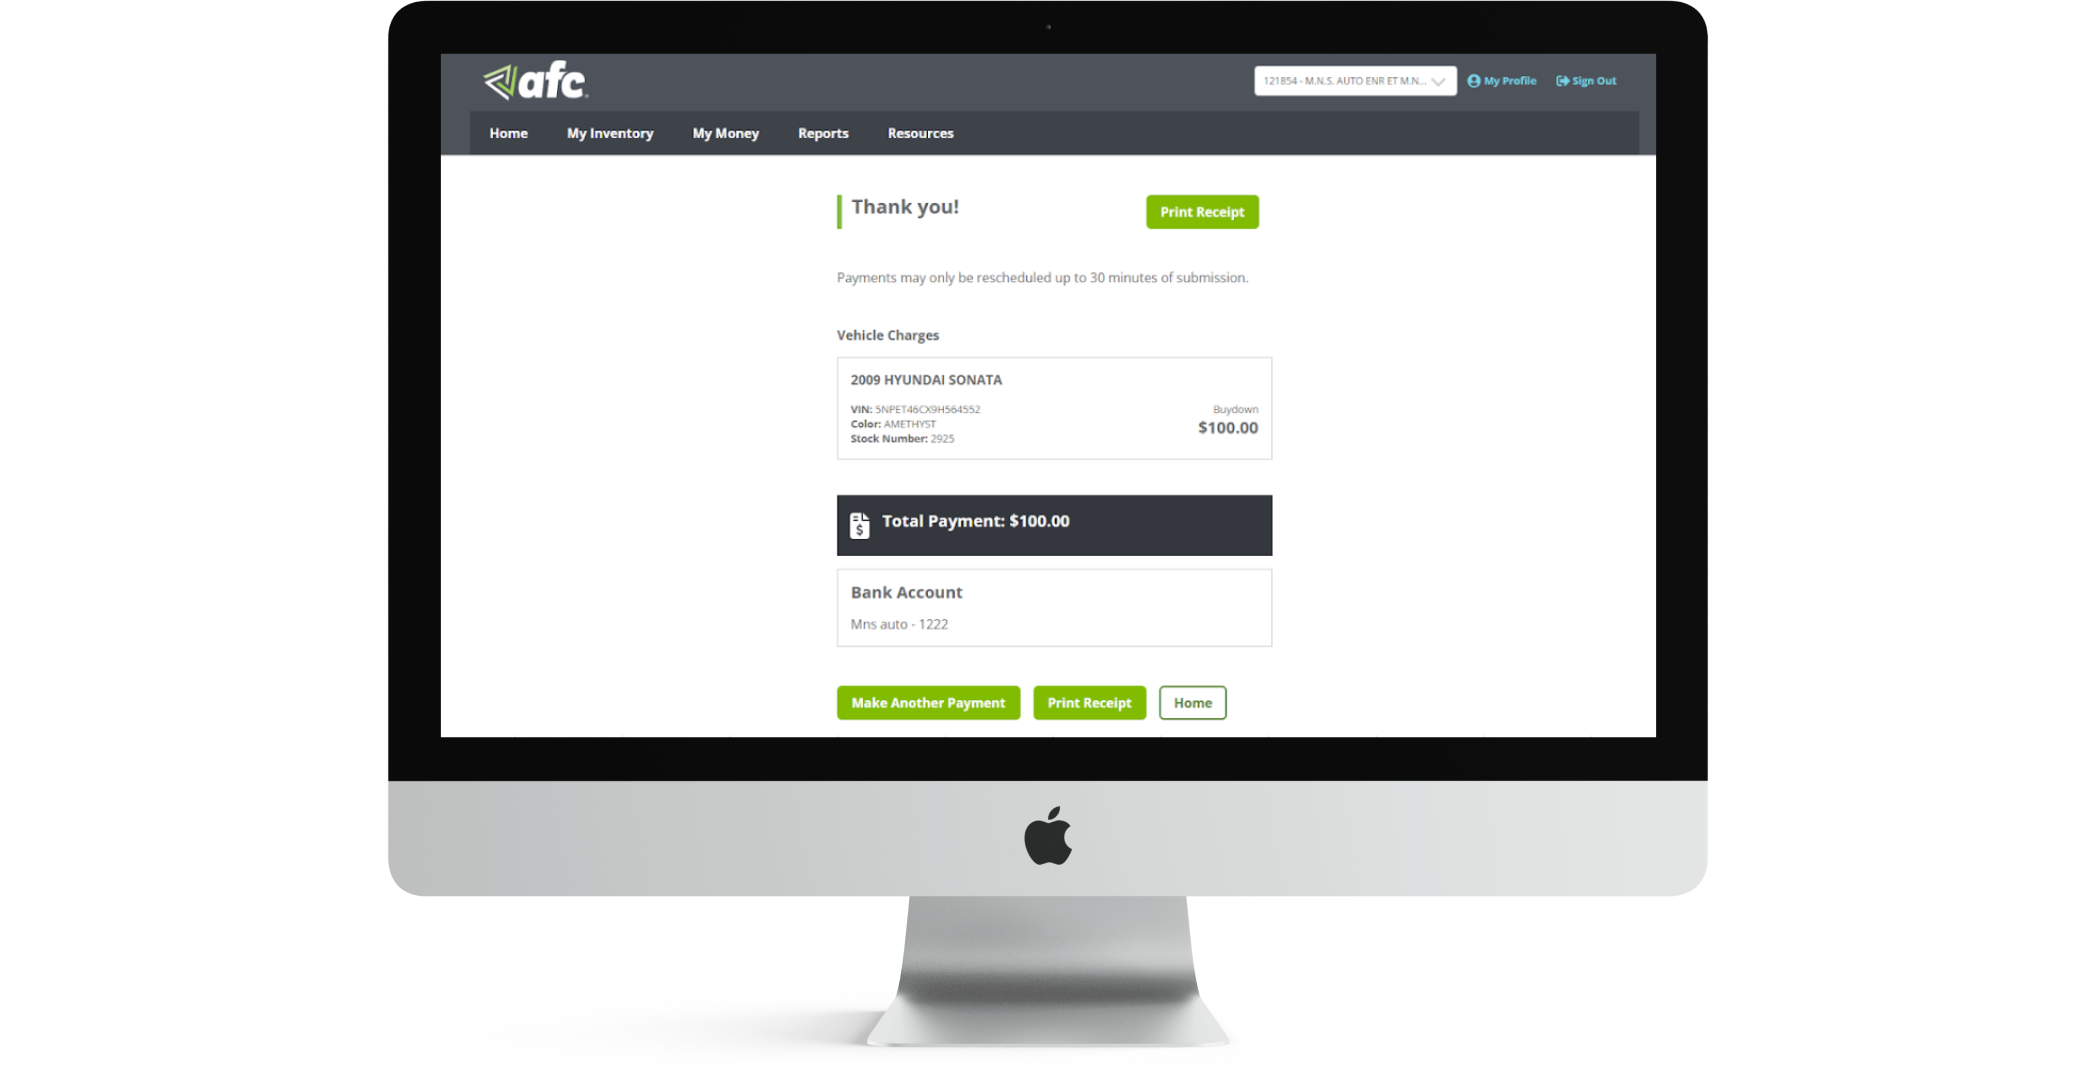 afc
121854 - M.N.S. AUTO ENR ET M.N...
My Profile
Sign Out
Home
My Inventory
My Money
Reports
Resources
Thank you!
Print Receipt
Payments may only be rescheduled up to 30 minutes of submission.
Vehicle Charges
2009 HYUNDAI SONATA
VIN: 5NPET46CX9H564552
Buydown
Color: AMETHYST
$100.00
Stock Number: 2925
Total Payment: $100.00
Bank Account
Mns auto - 1222
Make Another Payment
Print Receipt
Home